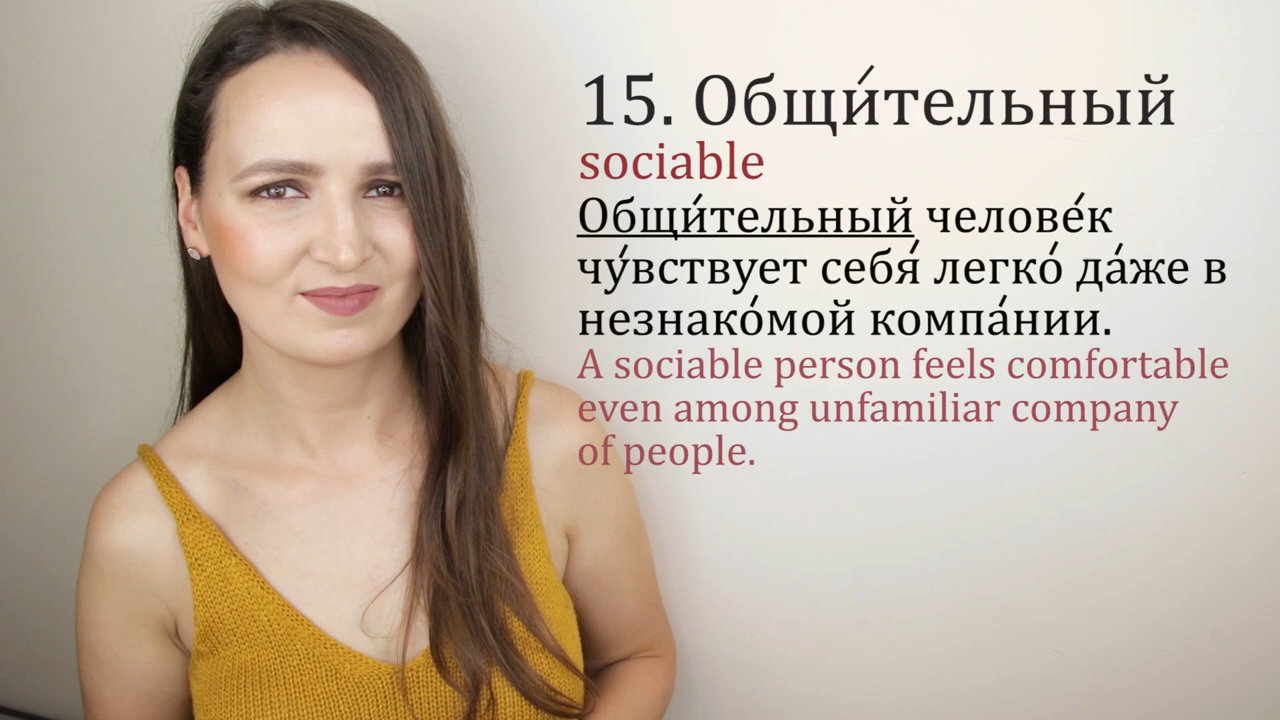 15. Общи́тельный
sociable
Общи́тельный челове́к
чу́вствует себя́ легко́ да́же в
незнако́мой компа́нии.
A sociable person feels comfortable
even among unfamiliar company
of people.